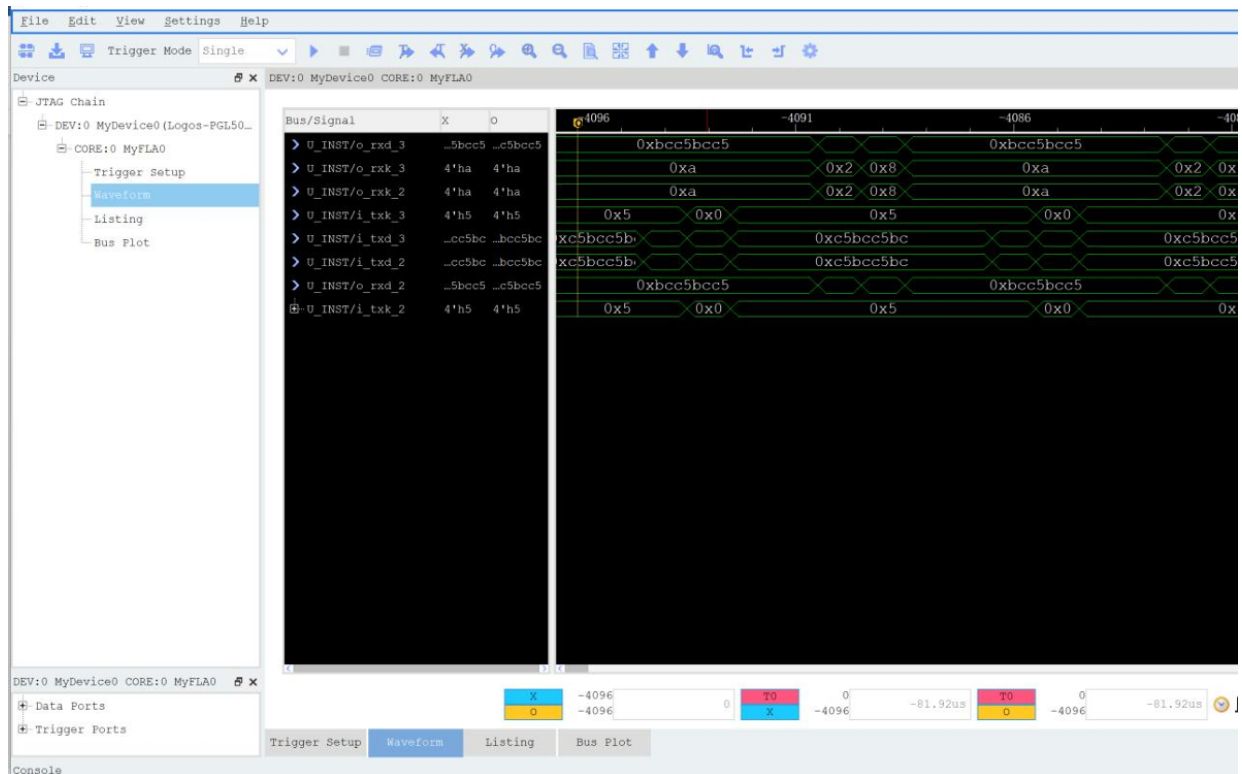 File Edit View Settings Help
Trigger Mode Single
Device
DEV:0 MyDevice0 CORE:0 MyFLA0
JTAG Chain
DEV:0 MyDevice0(Logos-PGL50…
CORE:0 MyFLA0
Trigger Setup
Waveform
Listing
Bus Plot
Bus/Signal X O -4096 -4091 -4086 -408
U_INST/o_rxd_3 …5bcc5 …c5bcc5 0xbcc5bcc5 0xbcc5bcc5
U_INST/o_rxk_3 4'ha 4'ha 0xa 0x2 0x8 0xa 0x2 0x
U_INST/o_rxk_2 4'ha 4'ha 0xa 0x2 0x8 0xa 0x2 0x
U_INST/i_txk_3 4'h5 4'h5 0x5 0x0 0x5 0x0 0x
U_INST/i_txd_3 …cc5bc …bcc5bc xc5bcc5b 0xc5bcc5bc 0xc5bcc5
U_INST/i_txd_2 …cc5bc …bcc5bc xc5bcc5b 0xc5bcc5bc 0xc5bcc5
U_INST/o_rxd_2 …5bcc5 …c5bcc5 0xbcc5bcc5 0xbcc5bcc5
U_INST/i_txk_2 4'h5 4'h5 0x5 0x0 0x5 0x0 0x
DEV:0 MyDevice0 CORE:0 MyFLA0
Data Ports
Trigger Ports
X -4096 0 T0 0 -81.92us T0 0 -81.92us
O -4096 X -4096 O -4096
Trigger Setup Waveform Listing Bus Plot
Console